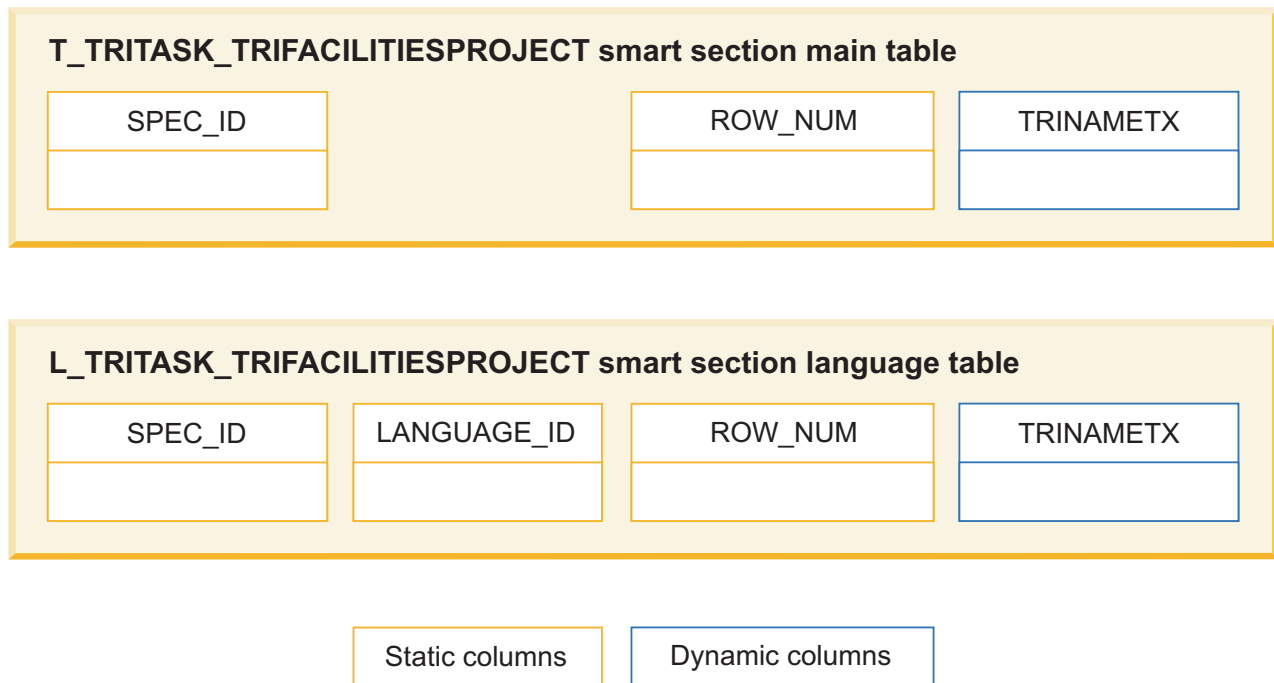 T_TRITASK_TRIFACILITIESPROJECT smart section main table
SPEC_ID ROW_NUM TRINAMETX
L_TRITASK_TRIFACILITIESPROJECT smart section language table
SPEC_ID LANGUAGE_ID ROW_NUM TRINAMETX
Static columns Dynamic columns